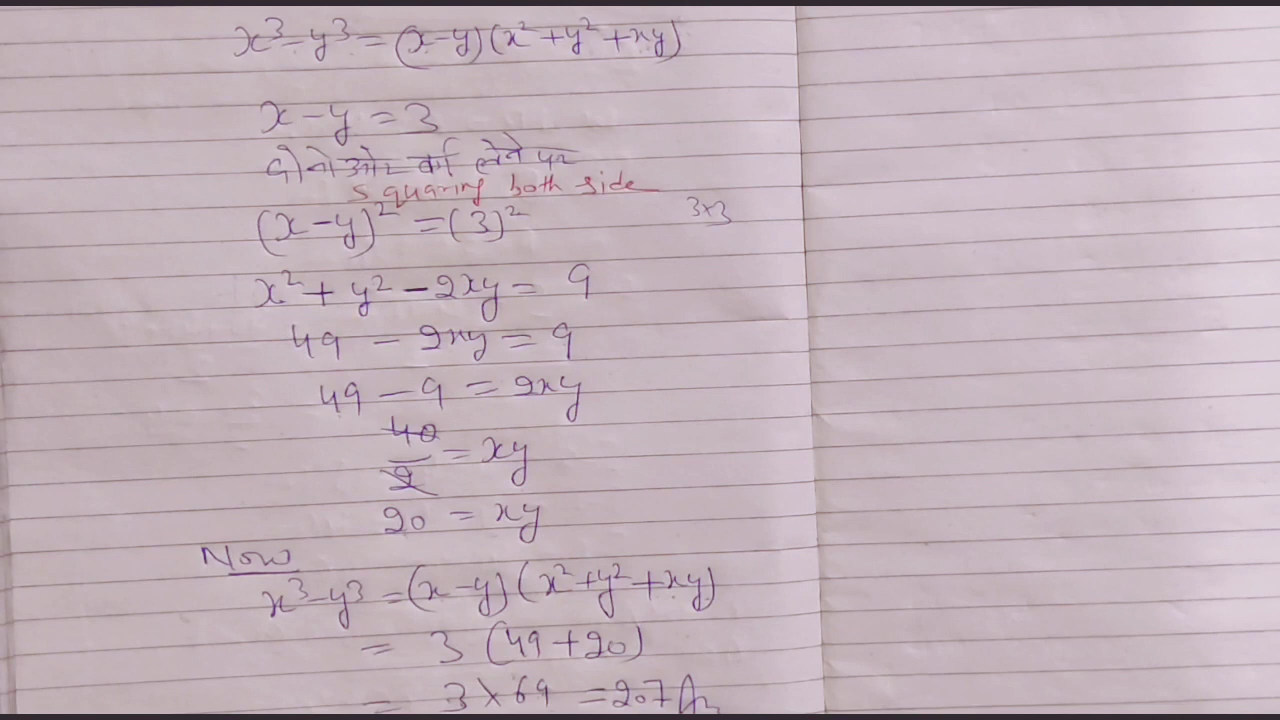 x³-y³=(x-y)(x²+y²+xy)
x-y=3
दोनो ओर वर्ग लेने पर
squaring both side
(x-y)²=(3)² 3×3
x²+y²-2xy=9
49-2xy=9
49-9=2xy
40/2=xy
20=xy
Now
x³-y³=(x-y)(x²+y²+xy)
= 3(49+20)
= 3×69 =207